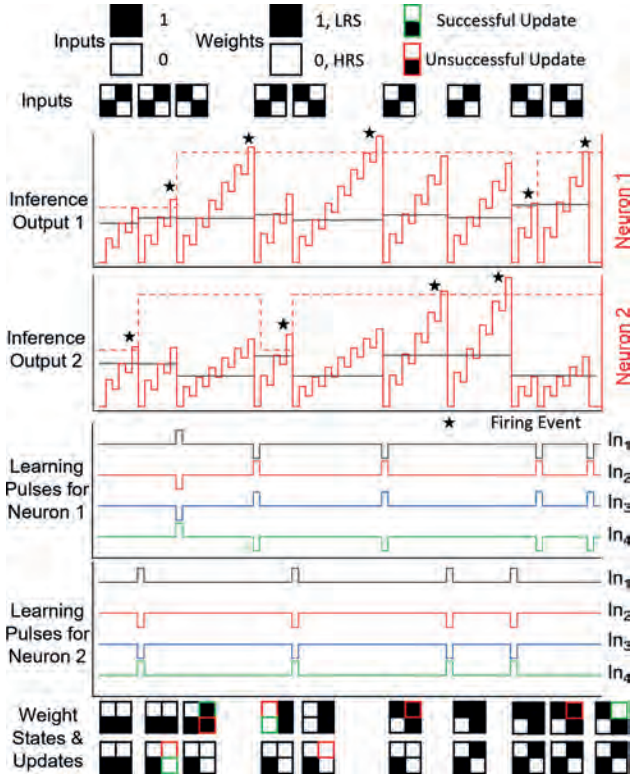 Inputs
1
0
Weights
1, LRS
0, HRS
Successful Update
Unsuccessful Update
Inputs
Inference
Output 1
Neuron 1
Inference
Output 2
Neuron 2
Firing Event
Learning
Pulses for
Neuron 1
In1
In2
In3
In4
Learning
Pulses for
Neuron 2
In1
In2
In3
In4
Weight
States &
Updates